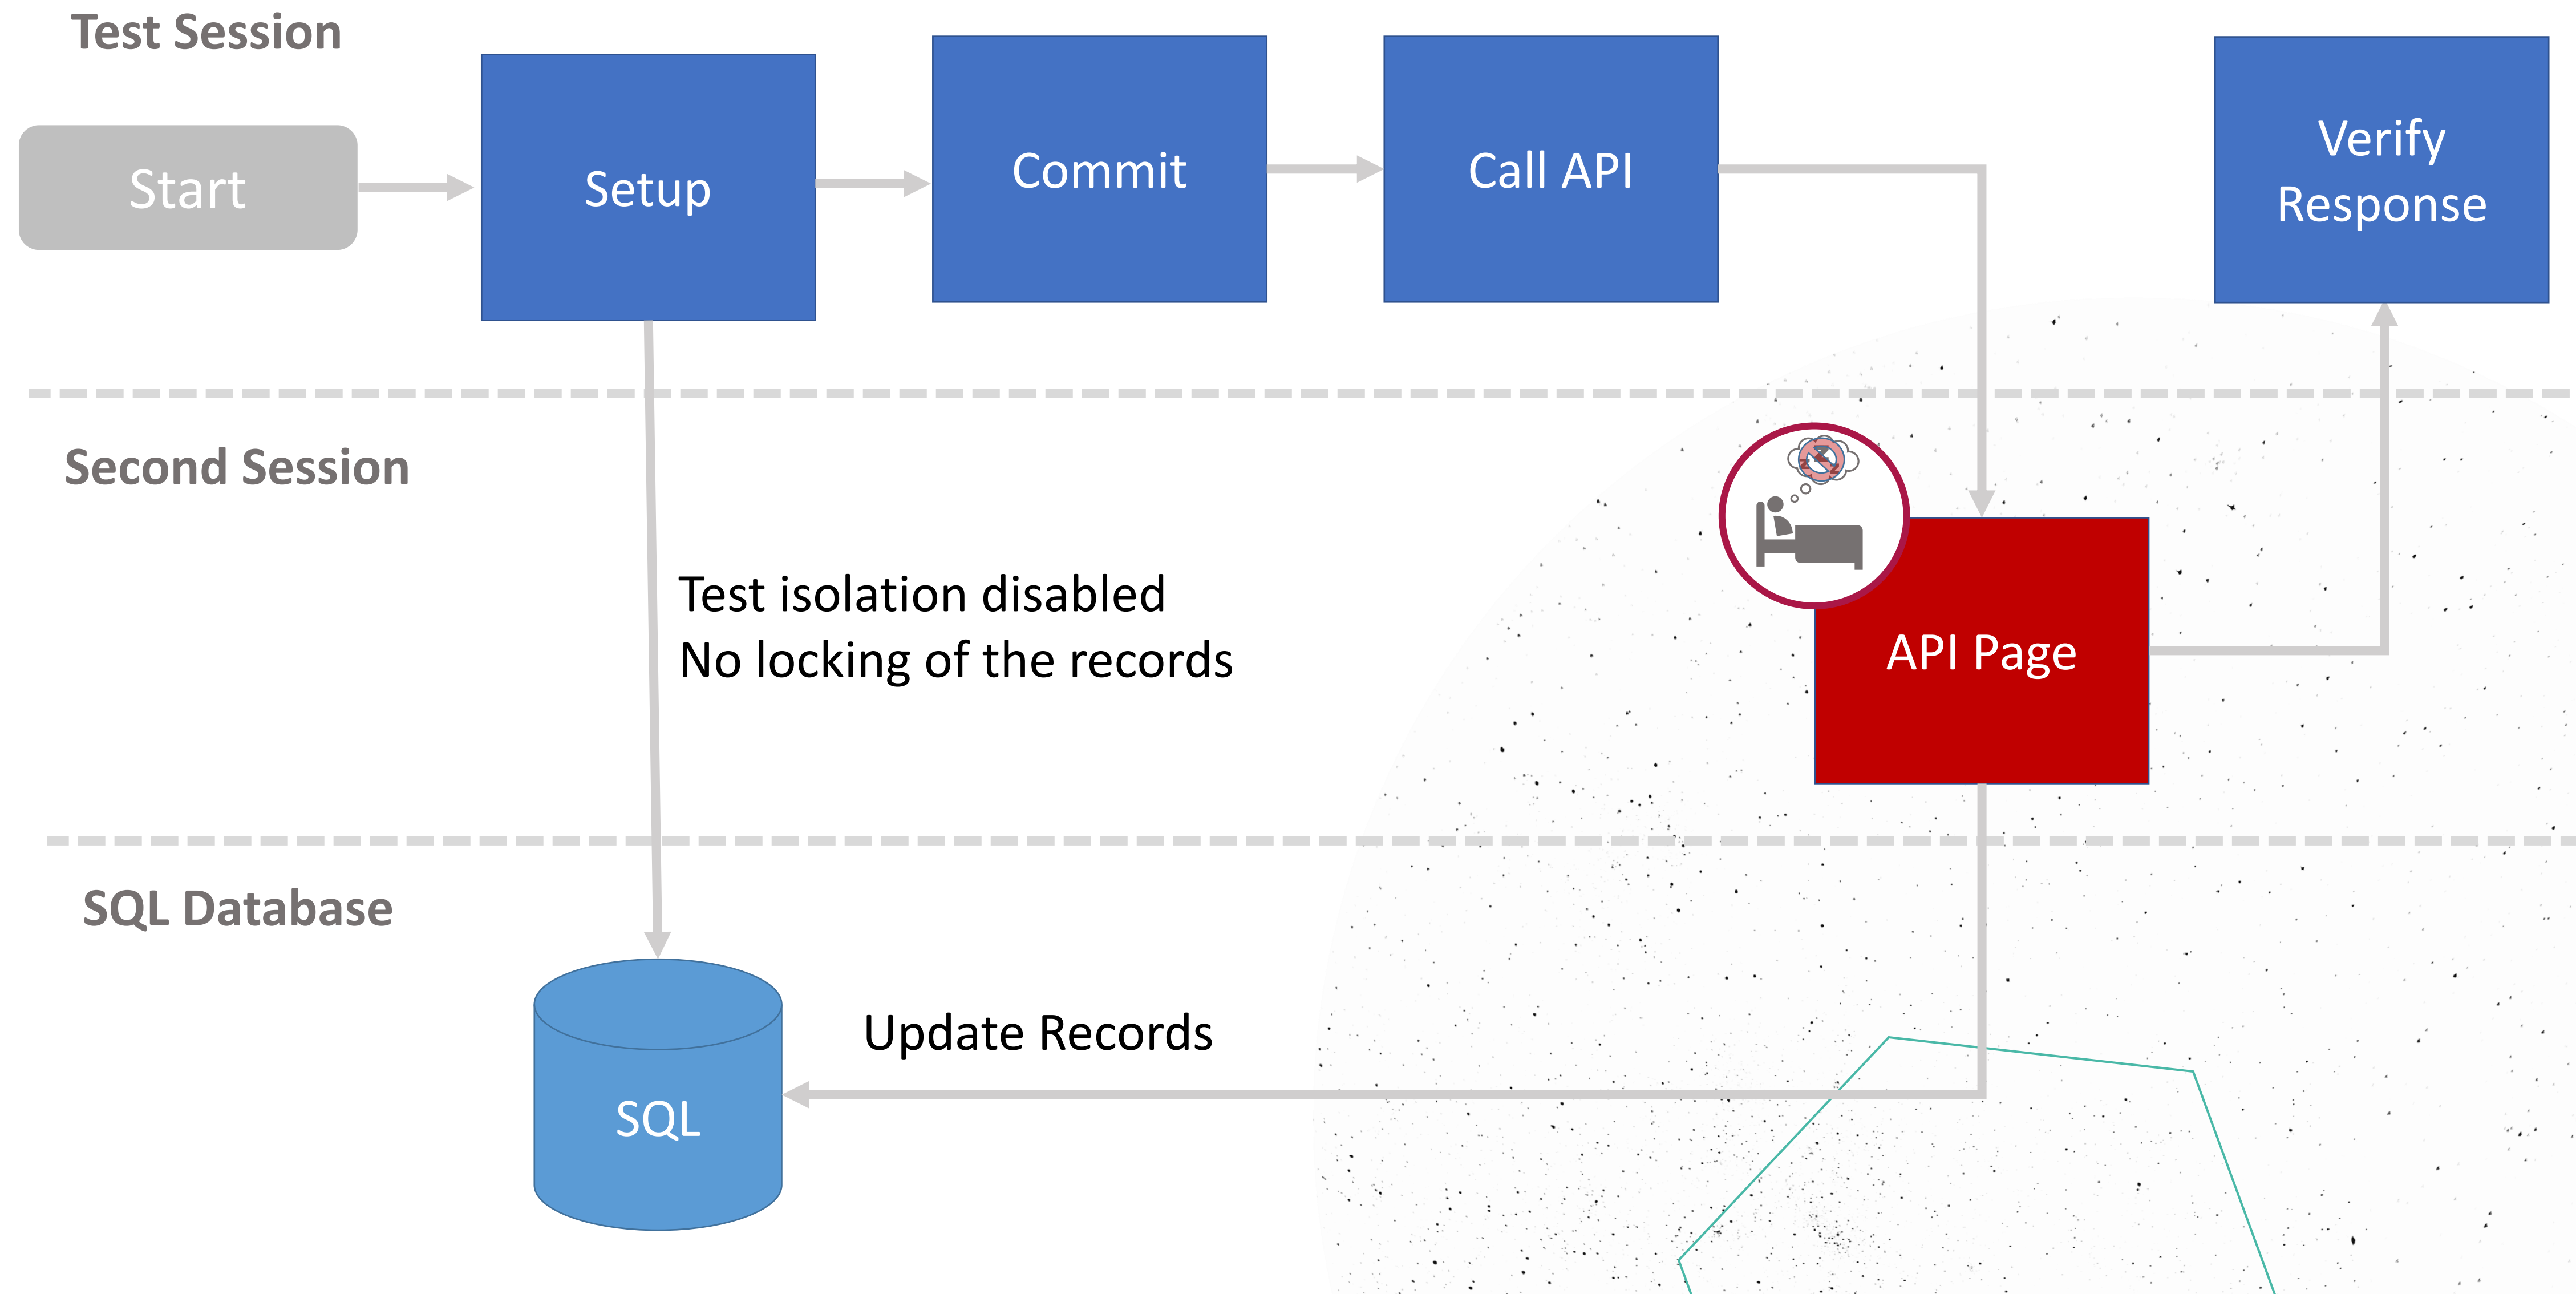 Test Session
Start
Setup
Commit
Call API
Verify
Response
Second Session
Test isolation disabled
No locking of the records
API Page
SQL Database
Update Records
SQL
z
Z
z